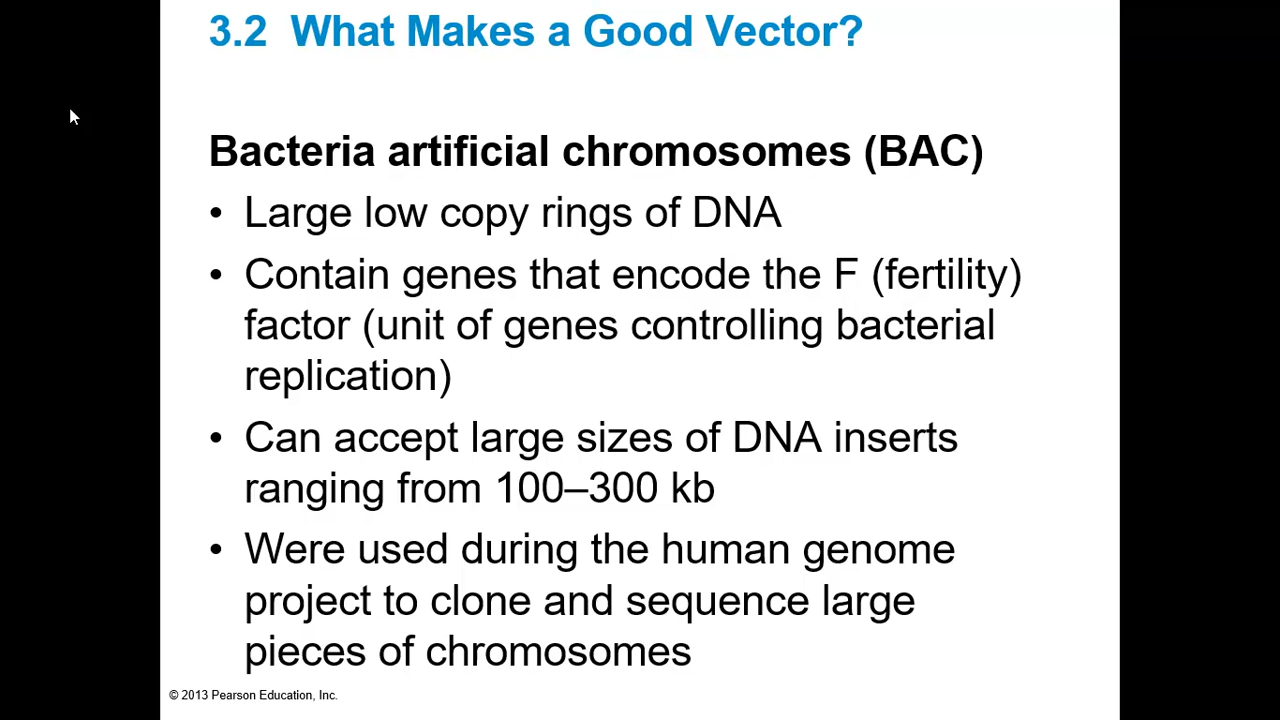 3.2 What Makes a Good Vector?
Bacteria artificial chromosomes (BAC)
• Large low copy rings of DNA
• Contain genes that encode the F (fertility)
factor (unit of genes controlling bacterial
replication)
• Can accept large sizes of DNA inserts
ranging from 100–300 kb
• Were used during the human genome
project to clone and sequence large
pieces of chromosomes
© 2013 Pearson Education, Inc.